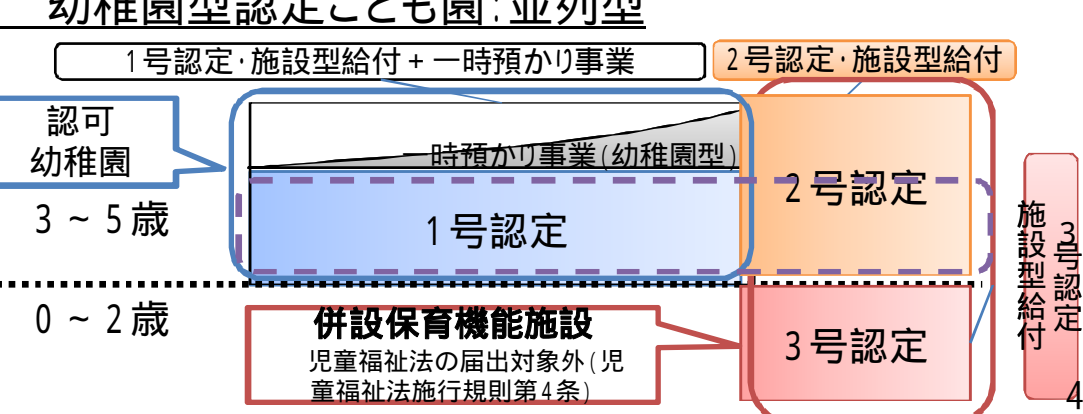 幼稚園型認定こども園：並列型
1号認定・施設型給付＋一時預かり事業
2号認定・施設型給付
認可
幼稚園
一時預かり事業（幼稚園型）
2号認定
3～5歳
1号認定
3号認定
施設型給付
0～2歳
併設保育機能施設
児童福祉法の届出対象外（児
童福祉法施行規則第4条）
3号認定
4